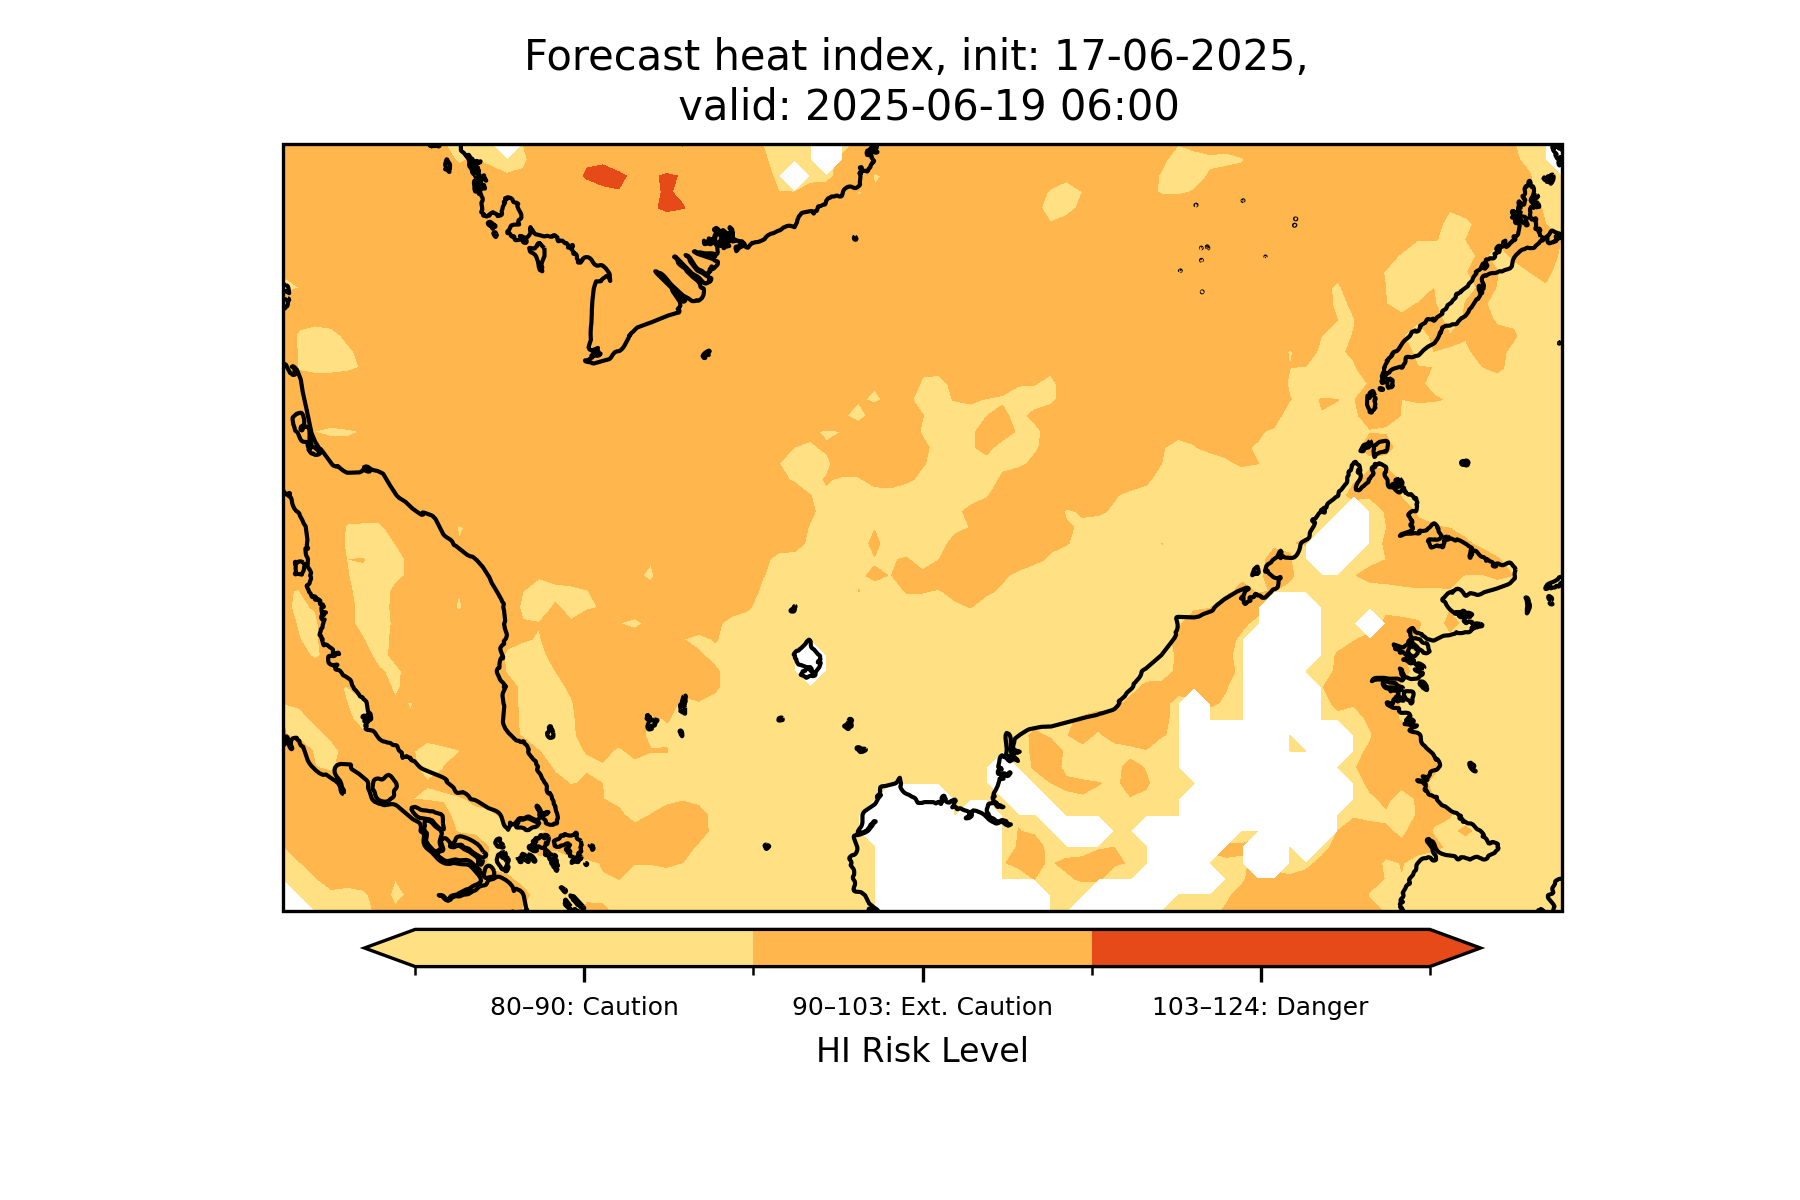 Forecast heat index, init: 17-06-2025,
valid: 2025-06-19 06:00
80–90: Caution
90–103: Ext. Caution
103–124: Danger
HI Risk Level